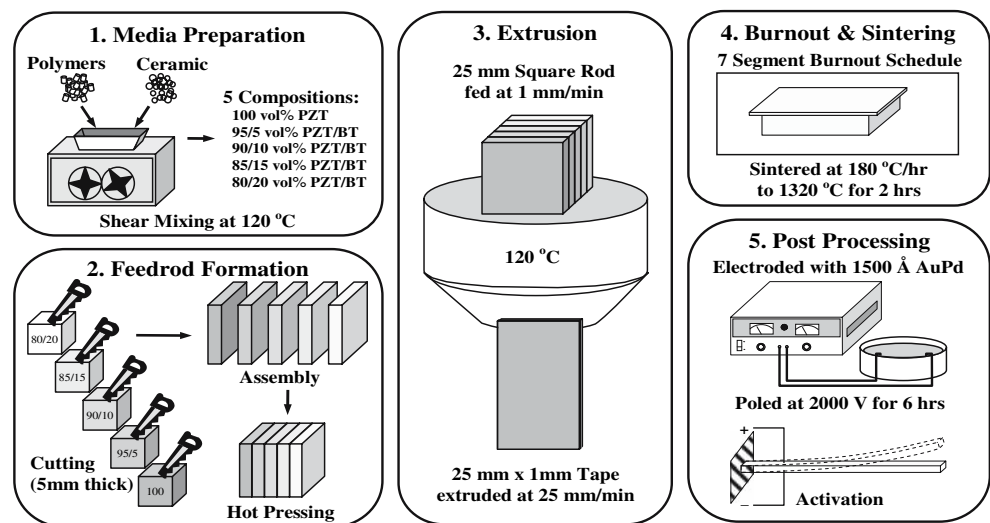 1. Media Preparation
Polymers
Ceramic
5 Compositions:
100 vol% PZT
95/5 vol% PZT/BT
90/10 vol% PZT/BT
85/15 vol% PZT/BT
80/20 vol% PZT/BT
Shear Mixing at 120 °C
2. Feedrod Formation
80/20
85/15
90/10
95/5
100
Assembly
Cutting
(5mm thick)
Hot Pressing
3. Extrusion
25 mm Square Rod
fed at 1 mm/min
120 °C
25 mm x 1mm Tape
extruded at 25 mm/min
4. Burnout & Sintering
7 Segment Burnout Schedule
Sintered at 180 °C/hr
to 1320 °C for 2 hrs
5. Post Processing
Electroded with 1500 Å AuPd
Poled at 2000 V for 6 hrs
+
−
Activation